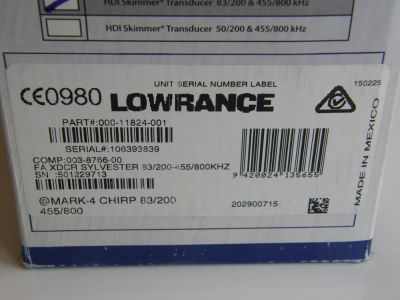 HDI Skimmer® Transducer 83/200 & 455/800 kHz
HDI Skimmer® Transducer 50/200 & 455/800 kHz
UNIT SERIAL NUMBER LABEL
150225
CE0980 LOWRANCE
PART#:000-11824-001
SERIAL#:106393839
COMP:003-8766-00
FA,XDCR SYLVESTER 83/200-455/800KHZ
SN :501229713
9 420024 135655
@MARK-4 CHIRP 83/200
455/800
202900715
MADE IN MEXICO